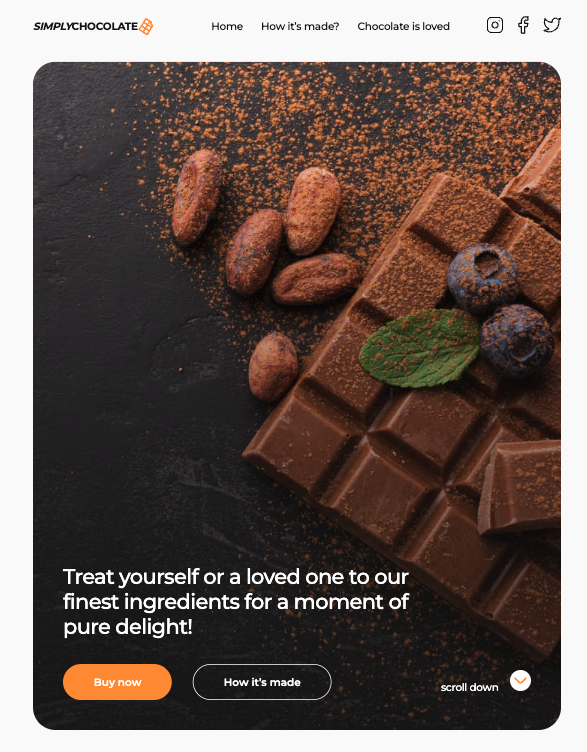 SIMPLYCHOCOLATE
Home How it's made? Chocolate is loved
Treat yourself or a loved one to our
finest ingredients for a moment of
pure delight!
Buy now How it's made scroll down